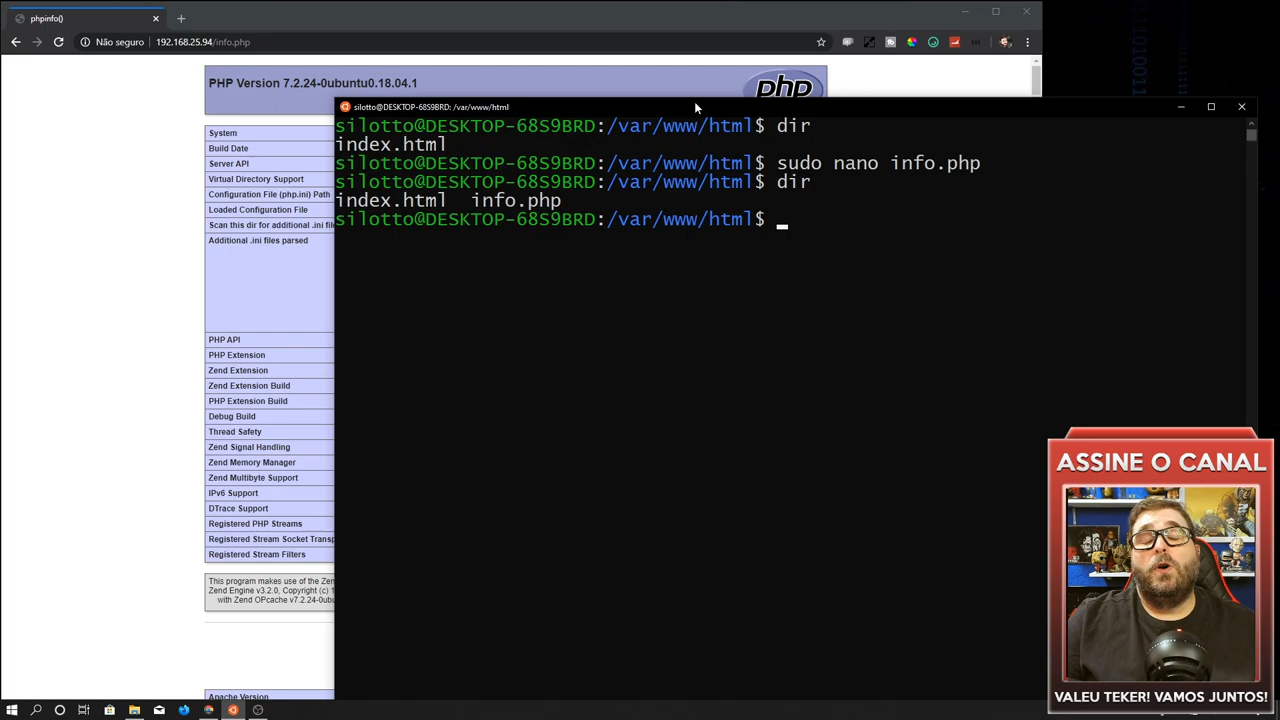 phpinfo()
Não seguro
192.168.25.94/info.php
PHP Version 7.2.24-0ubuntu0.18.04.1
php
System
Build Date
Server API
Virtual Directory Support
Configuration File (php.ini) Path
Loaded Configuration File
Scan this dir for additional .ini
Additional .ini files parsed
PHP API
PHP Extension
Zend Extension
Zend Extension Build
PHP Extension Build
Debug Build
Thread Safety
Zend Signal Handling
Zend Memory Manager
Zend Multibyte Support
IPv6 Support
DTrace Support
Registered PHP Streams
Registered Stream Socket
Registered Stream Filters
This program makes use of the
Zend Engine v3.2.0, Copyright (c)
with Zend OPcache
Apache Version
silotto@DESKTOP-68S9BRD: /var/www/html
silotto@DESKTOP-68S9BRD:/var/www/html$ dir
index.html
silotto@DESKTOP-68S9BRD:/var/www/html$ sudo nano info.php
silotto@DESKTOP-68S9BRD:/var/www/html$ dir
index.html info.php
silotto@DESKTOP-68S9BRD:/var/www/html$
ASSINE O CANAL
VALEU TEKER! VAMOS JUNTOS!